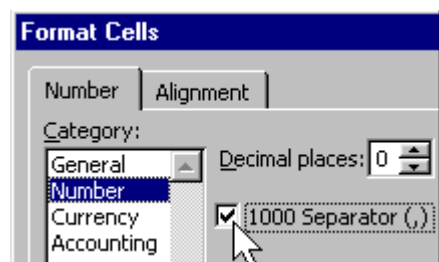 Format Cells
Number Alignment
Category:
General
Number
Currency
Accounting
Decimal places: 0
1000 Separator (,)